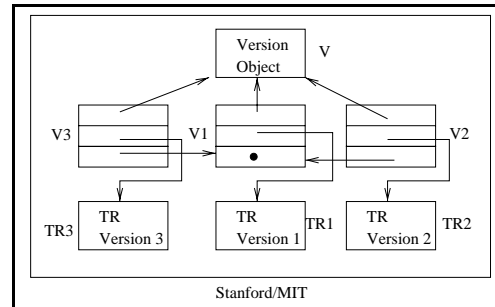 Version
Object
V
V3
V1
V2
TR
Version 3
TR
Version 1
TR
Version 2
TR3
TR1
TR2
Stanford/MIT